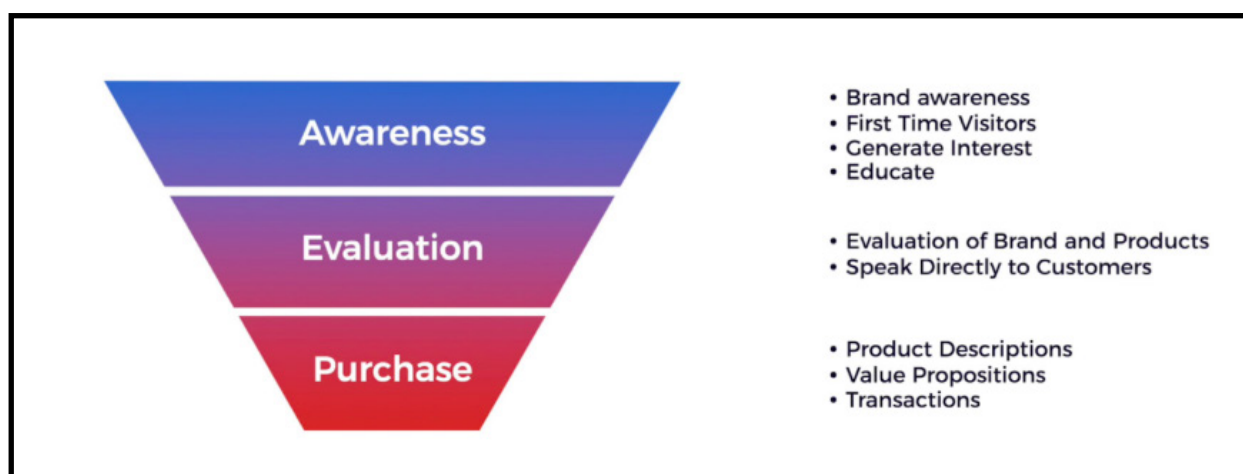 Awareness
• Brand awareness
• First Time Visitors
• Generate Interest
• Educate
Evaluation
• Evaluation of Brand and Products
• Speak Directly to Customers
Purchase
• Product Descriptions
• Value Propositions
• Transactions